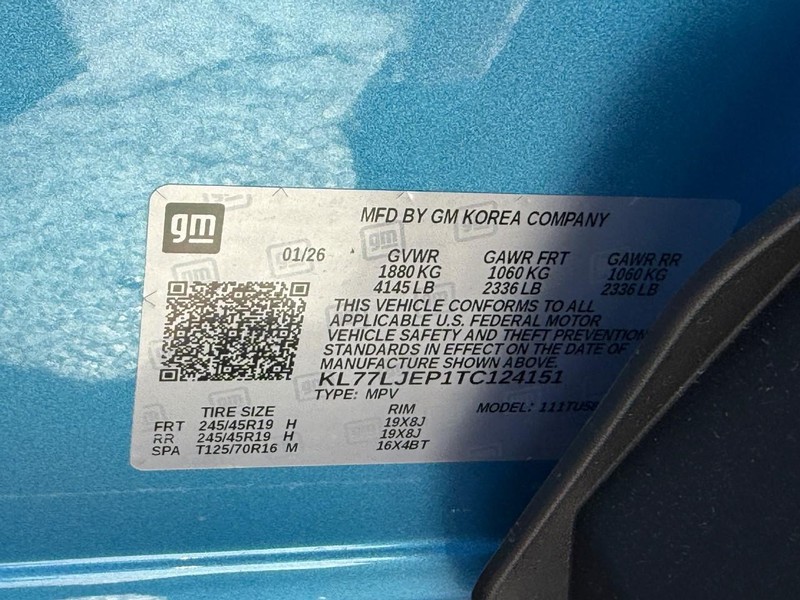 gm
MFD BY GM KOREA COMPANY
01/26 GVWR GAWR FRT GAWR RR
1880 KG 1060 KG 1060 KG
4145 LB 2336 LB 2336 LB
THIS VEHICLE CONFORMS TO ALL
APPLICABLE U.S. FEDERAL MOTOR
VEHICLE SAFETY AND THEFT PREVENTION
STANDARDS IN EFFECT ON THE DATE OF
MANUFACTURE SHOWN ABOVE.
KL77LJEP1TC124151
TYPE: MPV
TIRE SIZE RIM MODEL:
FRT 245/45R19 H 19X8J
RR 245/45R19 H 19X8J
SPA T125/70R16 M 16X4BT